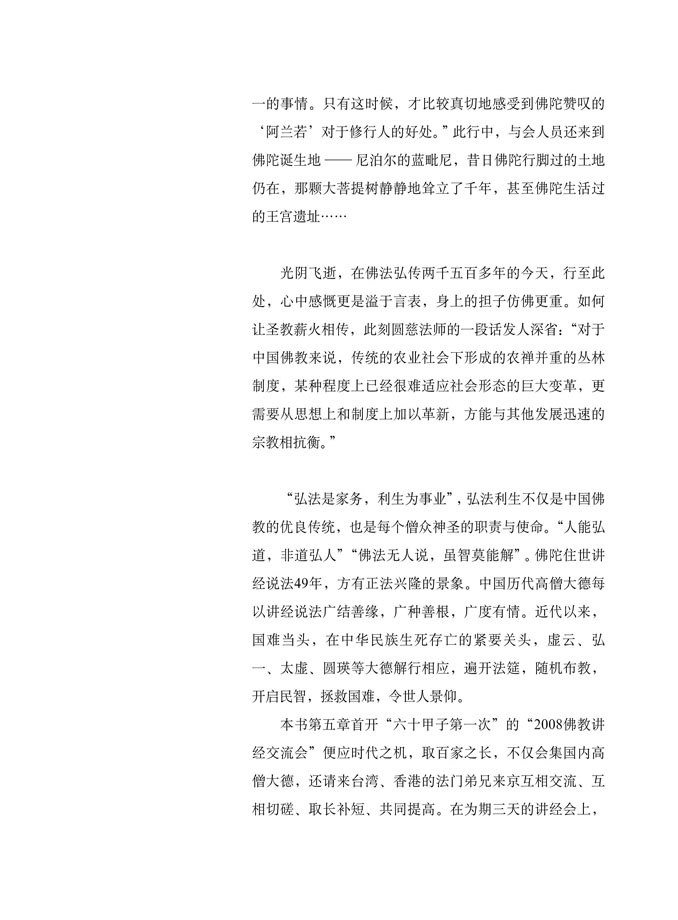 一的事情。只有这时候，才比较真切地感受到佛陀赞叹的
‘阿兰若’对于修行人的好处。”此行中，与会人员还来到
佛陀诞生地 —— 尼泊尔的蓝毗尼，昔日佛陀行脚过的土地
仍在，那颗大菩提树静静地耸立了千年，甚至佛陀生活过
的王宫遗址……
光阴飞逝，在佛法弘传两千五百多年的今天，行至此
处，心中感慨更是溢于言表，身上的担子仿佛更重。如何
让圣教薪火相传，此刻圆慈法师的一段话发人深省：“对于
中国佛教来说，传统的农业社会下形成的农禅并重的丛林
制度，某种程度上已经很难适应社会形态的巨大变革，更
需要从思想上和制度上加以革新，方能与其他发展迅速的
宗教相抗衡。”
“弘法是家务，利生为事业”，弘法利生不仅是中国佛
教的优良传统，也是每个僧众神圣的职责与使命。“人能弘
道，非道弘人”“佛法无人说，虽智莫能解”。佛陀住世讲
经说法49年，方有正法兴隆的景象。中国历代高僧大德每
以讲经说法广结善缘，广种善根，广度有情。近代以来，
国难当头，在中华民族生死存亡的紧要关头，虚云、弘
一、太虚、圆瑛等大德解行相应，遍开法筵，随机布教，
开启民智，拯救国难，令世人景仰。
本书第五章首开“六十甲子第一次”的“2008佛教讲
经交流会”便应时代之机，取百家之长，不仅会集国内高
僧大德，还请来台湾、香港的法门弟兄来京互相交流、互
相切磋、取长补短、共同提高。在为期三天的讲经会上，